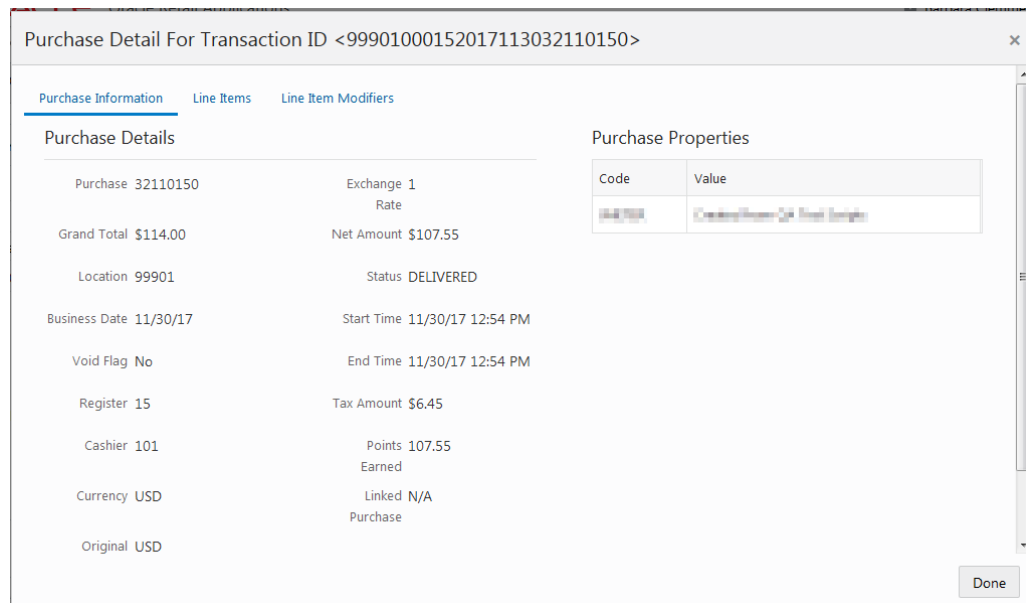 Purchase Detail For Transaction ID <99901000152017113032110150>
×
Purchase Information Line Items Line Item Modifiers
Purchase Details
Purchase 32110150
Grand Total $114.00
Location 99901
Business Date 11/30/17
Void Flag No
Register 15
Cashier 101
Currency USD
Original USD
Exchange 1
Rate
Net Amount $107.55
Status DELIVERED
Start Time 11/30/17 12:54 PM
End Time 11/30/17 12:54 PM
Tax Amount $6.45
Points 107.55
Earned
Linked N/A
Purchase
Purchase Properties
Code Value
Done